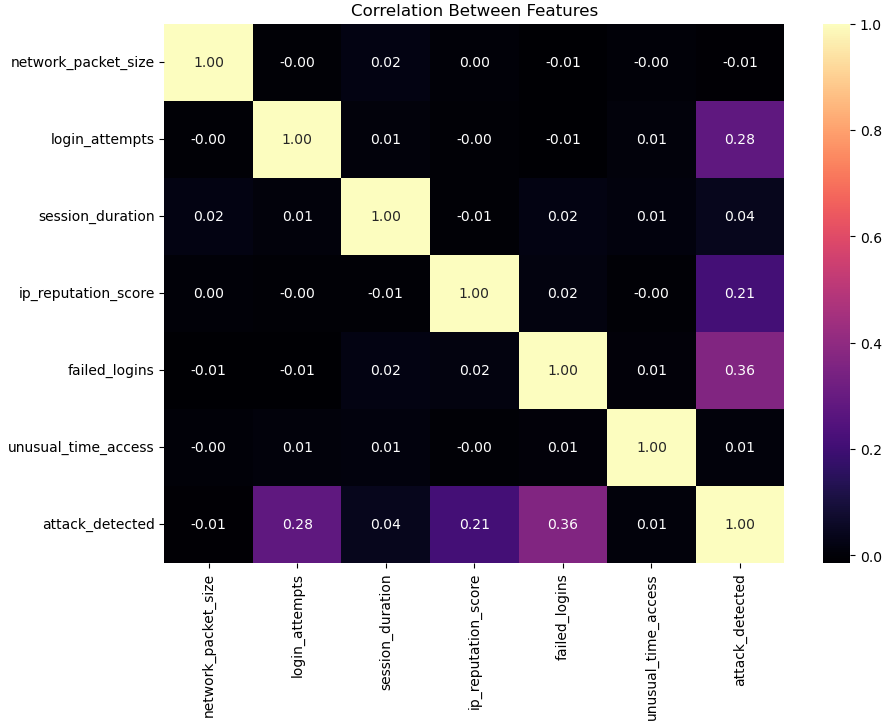 Correlation Between Features
network_packet_size 1.00 -0.00 0.02 0.00 -0.01 -0.00 -0.01
login_attempts -0.00 1.00 0.01 -0.00 -0.01 0.01 0.28
session_duration 0.02 0.01 1.00 -0.01 0.02 0.01 0.04
ip_reputation_score 0.00 -0.00 -0.01 1.00 0.02 -0.00 0.21
failed_logins -0.01 -0.01 0.02 0.02 1.00 0.01 0.36
unusual_time_access -0.00 0.01 0.01 -0.00 0.01 1.00 0.01
attack_detected -0.01 0.28 0.04 0.21 0.36 0.01 1.00
network_packet_size
login_attempts
session_duration
ip_reputation_score
failed_logins
unusual_time_access
attack_detected
1.0
0.8
0.6
0.4
0.2
0.0